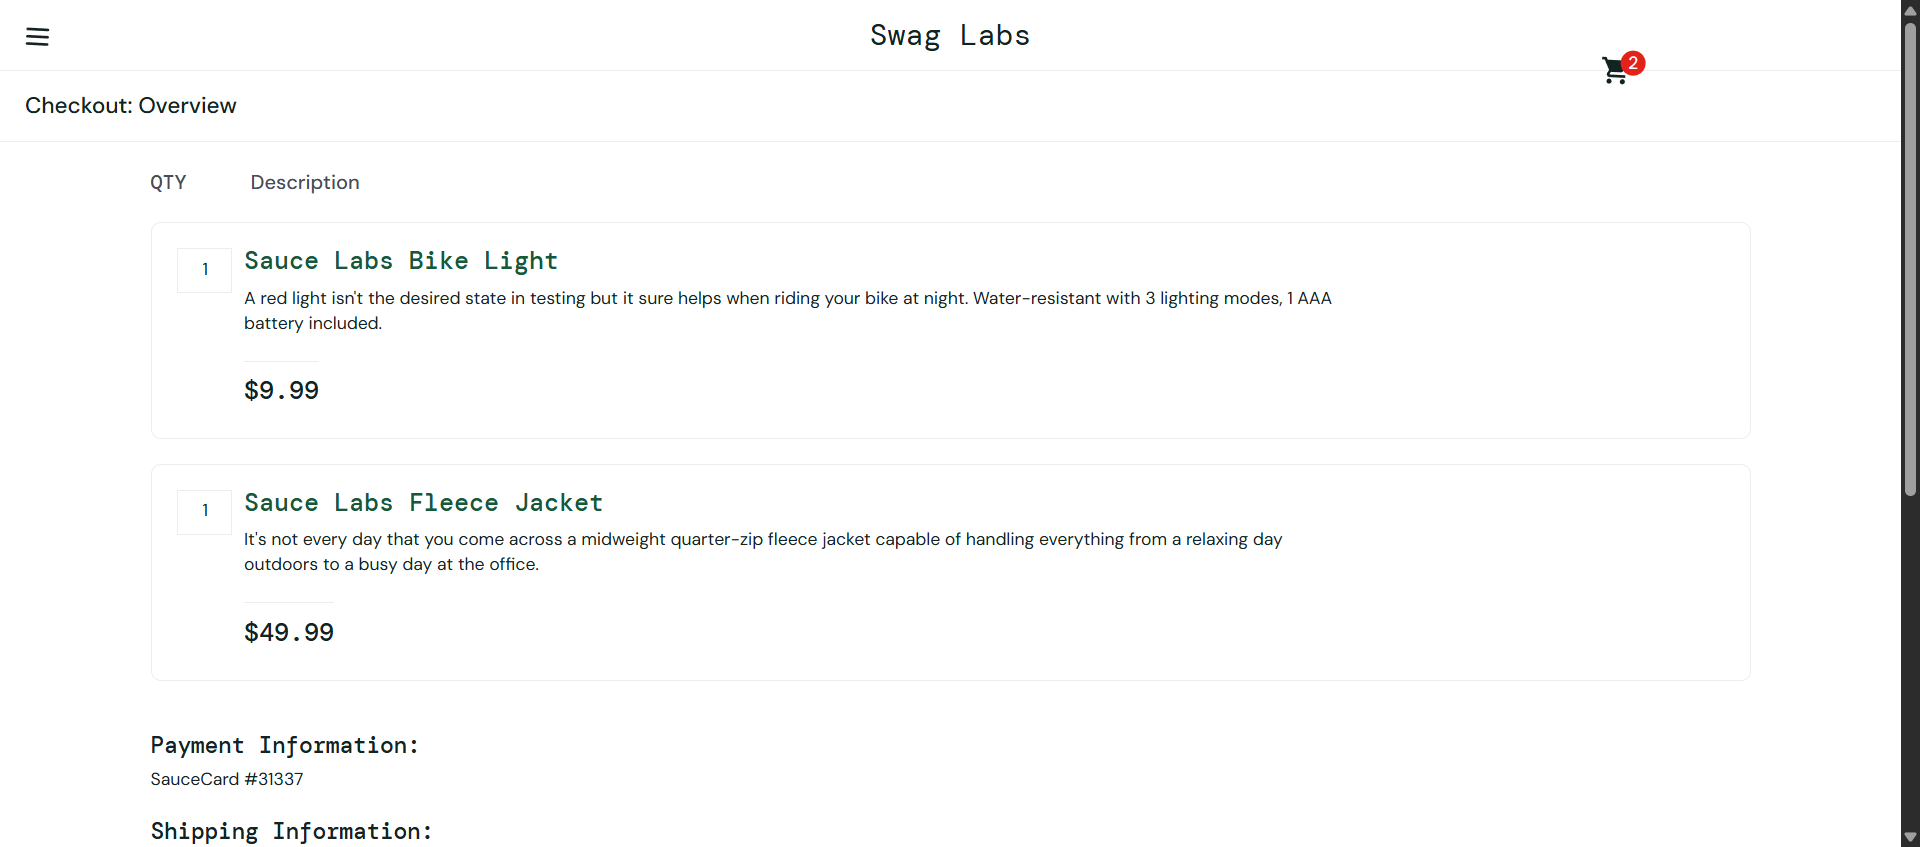 Swag Labs
2
Checkout: Overview
QTY Description
1
Sauce Labs Bike Light
A red light isn't the desired state in testing but it sure helps when riding your bike at night. Water-resistant with 3 lighting modes, 1 AAA
battery included.
$9.99
1
Sauce Labs Fleece Jacket
It's not every day that you come across a midweight quarter-zip fleece jacket capable of handling everything from a relaxing day
outdoors to a busy day at the office.
$49.99
Payment Information:
SauceCard #31337
Shipping Information: